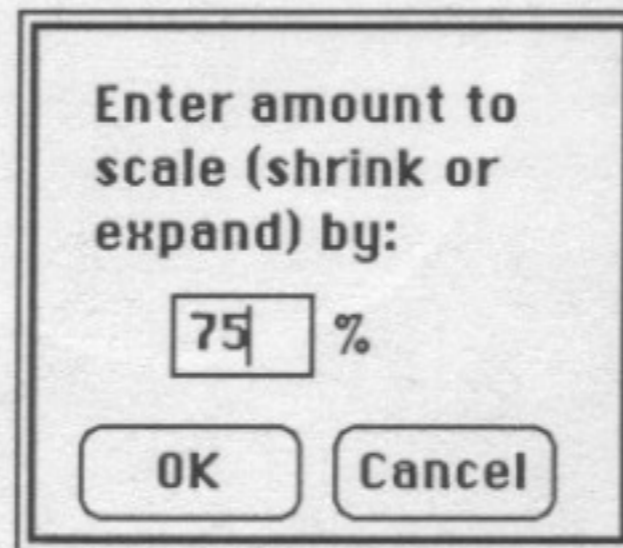 Enter amount to
scale (shrink or
expand) by:
75 %
OK Cancel